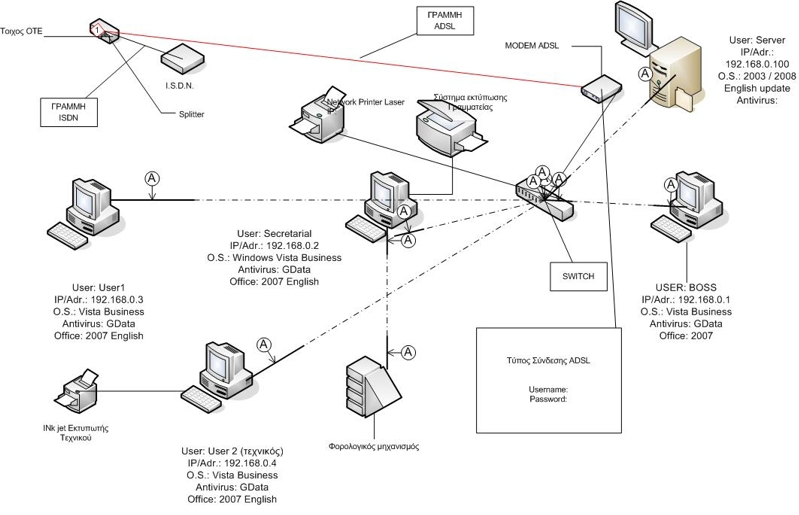 ΓΡΑΜΜΗ
ADSL
Τοιχος ΟΤΕ
1
I.S.D.N.
ΓΡΑΜΜΗ
ISDN
Splitter
MODEM ADSL
User: Server
IP/Adr.:
192.168.0.100
O.S.: 2003 / 2008
English update
Antivirus:
A
Network Printer Laser
Σύστημα εκτύπωσης
Γραμματείας
A
A
A
A
A
A
SWITCH
User: Secretarial
IP/Adr.: 192.168.0.2
O.S.: Windows Vista Business
Antivirus: GData
Office: 2007 English
A
A
User: User1
IP/Adr.: 192.168.0.3
O.S.: Vista Business
Antivirus: GData
Office: 2007 English
USER: BOSS
IP/Adr.: 192.168.0.1
O.S.: Vista Business
Antivirus: GData
Office: 2007
A
A
Τύπος Σύνδεσης ADSL
Username:
Password:
INk jet Εκτυπωτής
Τεχνικού
Φορολογικός μηχανισμός
User: User 2 (τεχνικός)
IP/Adr.: 192.168.0.4
O.S.: Vista Business
Antivirus: GData
Office: 2007 English